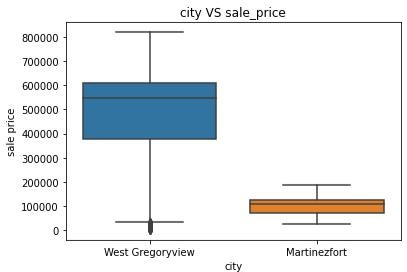 city VS sale_price
800000
700000
600000
500000
400000
300000
200000
100000
0
sale price
West Gregoryview
Martinezfort
city